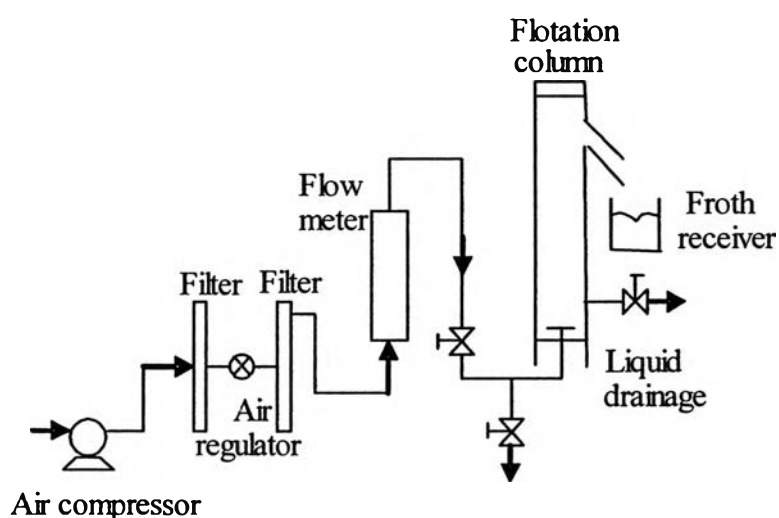 Flotation
column
Flow
meter
Froth
receiver
Filter
Filter
Air
regulator
Liquid
drainage
Air compressor